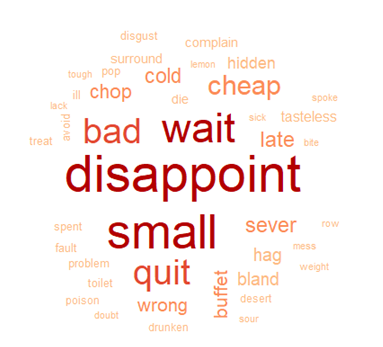 disgust
complain
surround
lemon
hidden
tough
pop
cold
cheap
ill
chop
die
lack
spoke
avoid
bad
wait
sick
tasteless
treat
late
bite
disappoint
small
sever
row
spent
fault
quit
hag
mess
problem
bland
weight
toilet
buffet
poison
wrong
desert
doubt
drunken
sour